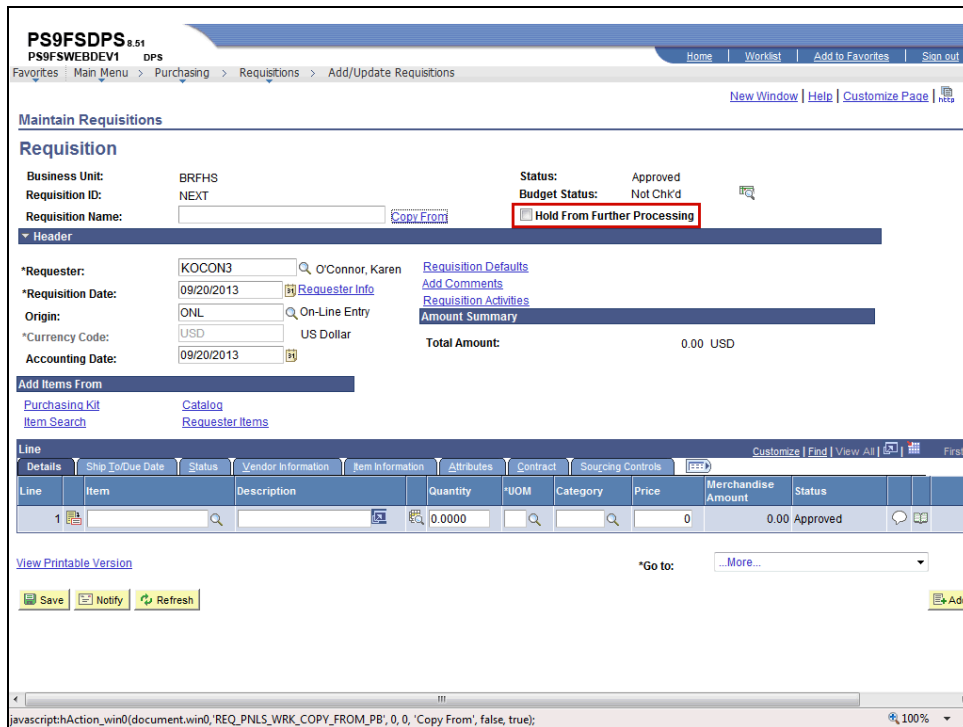 PS9FSDPS 8.51
PS9FSWEBDEV1 DPS
Home | Worklist | Add to Favorites | Sign out
Favorites Main Menu > Purchasing > Requisitions > Add/Update Requisitions
New Window | Help | Customize Page | http
Maintain Requisitions
Requisition
Business Unit: BRFHS Status: Approved
Requisition ID: NEXT Budget Status: Not Chk'd
Requisition Name: Copy From Hold From Further Processing
Header
*Requester: KOCON3 O'Connor, Karen Requisition Defaults
*Requisition Date: 09/20/2013 31 Requester Info Add Comments
Requisition Activities
Origin: ONL On-Line Entry Amount Summary
*Currency Code: USD US Dollar Total Amount: 0.00 USD
Accounting Date: 09/20/2013 31
Add Items From
Purchasing Kit Catalog
Item Search Requester Items
Line Customize | Find | View All | First
Details Ship To/Due Date Status Vendor Information Item Information Attributes Contract Sourcing Controls
Line Item Description Quantity *UOM Category Price Merchandise Amount Status
1 0.0000 0 0.00 Approved
View Printable Version *Go to: ...More...
Save Notify Refresh Add
javascript:hAction_win0(document.win0,'REQ_PNLS_WRK_COPY_FROM_PB', 0, 0, 'Copy From', false, true); 100%